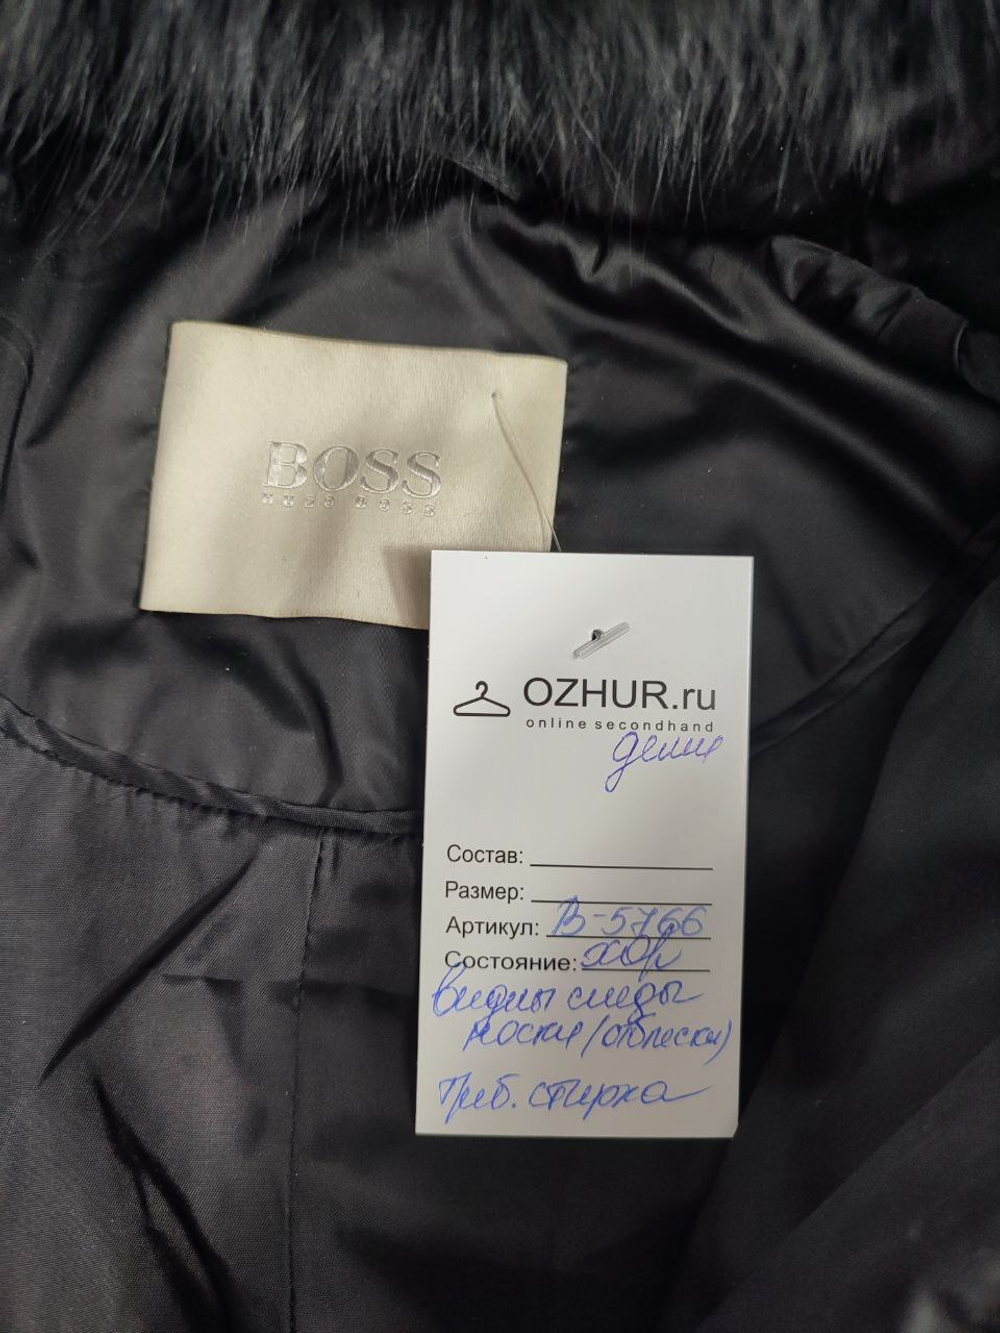 BOSS
HUGO BOSS
OZHUR.ru
online secondhand
деми
Состав:
Размер:
Артикул: В-5766
Состояние: хор
видны следы
носки (отблески)
Треб. стирка